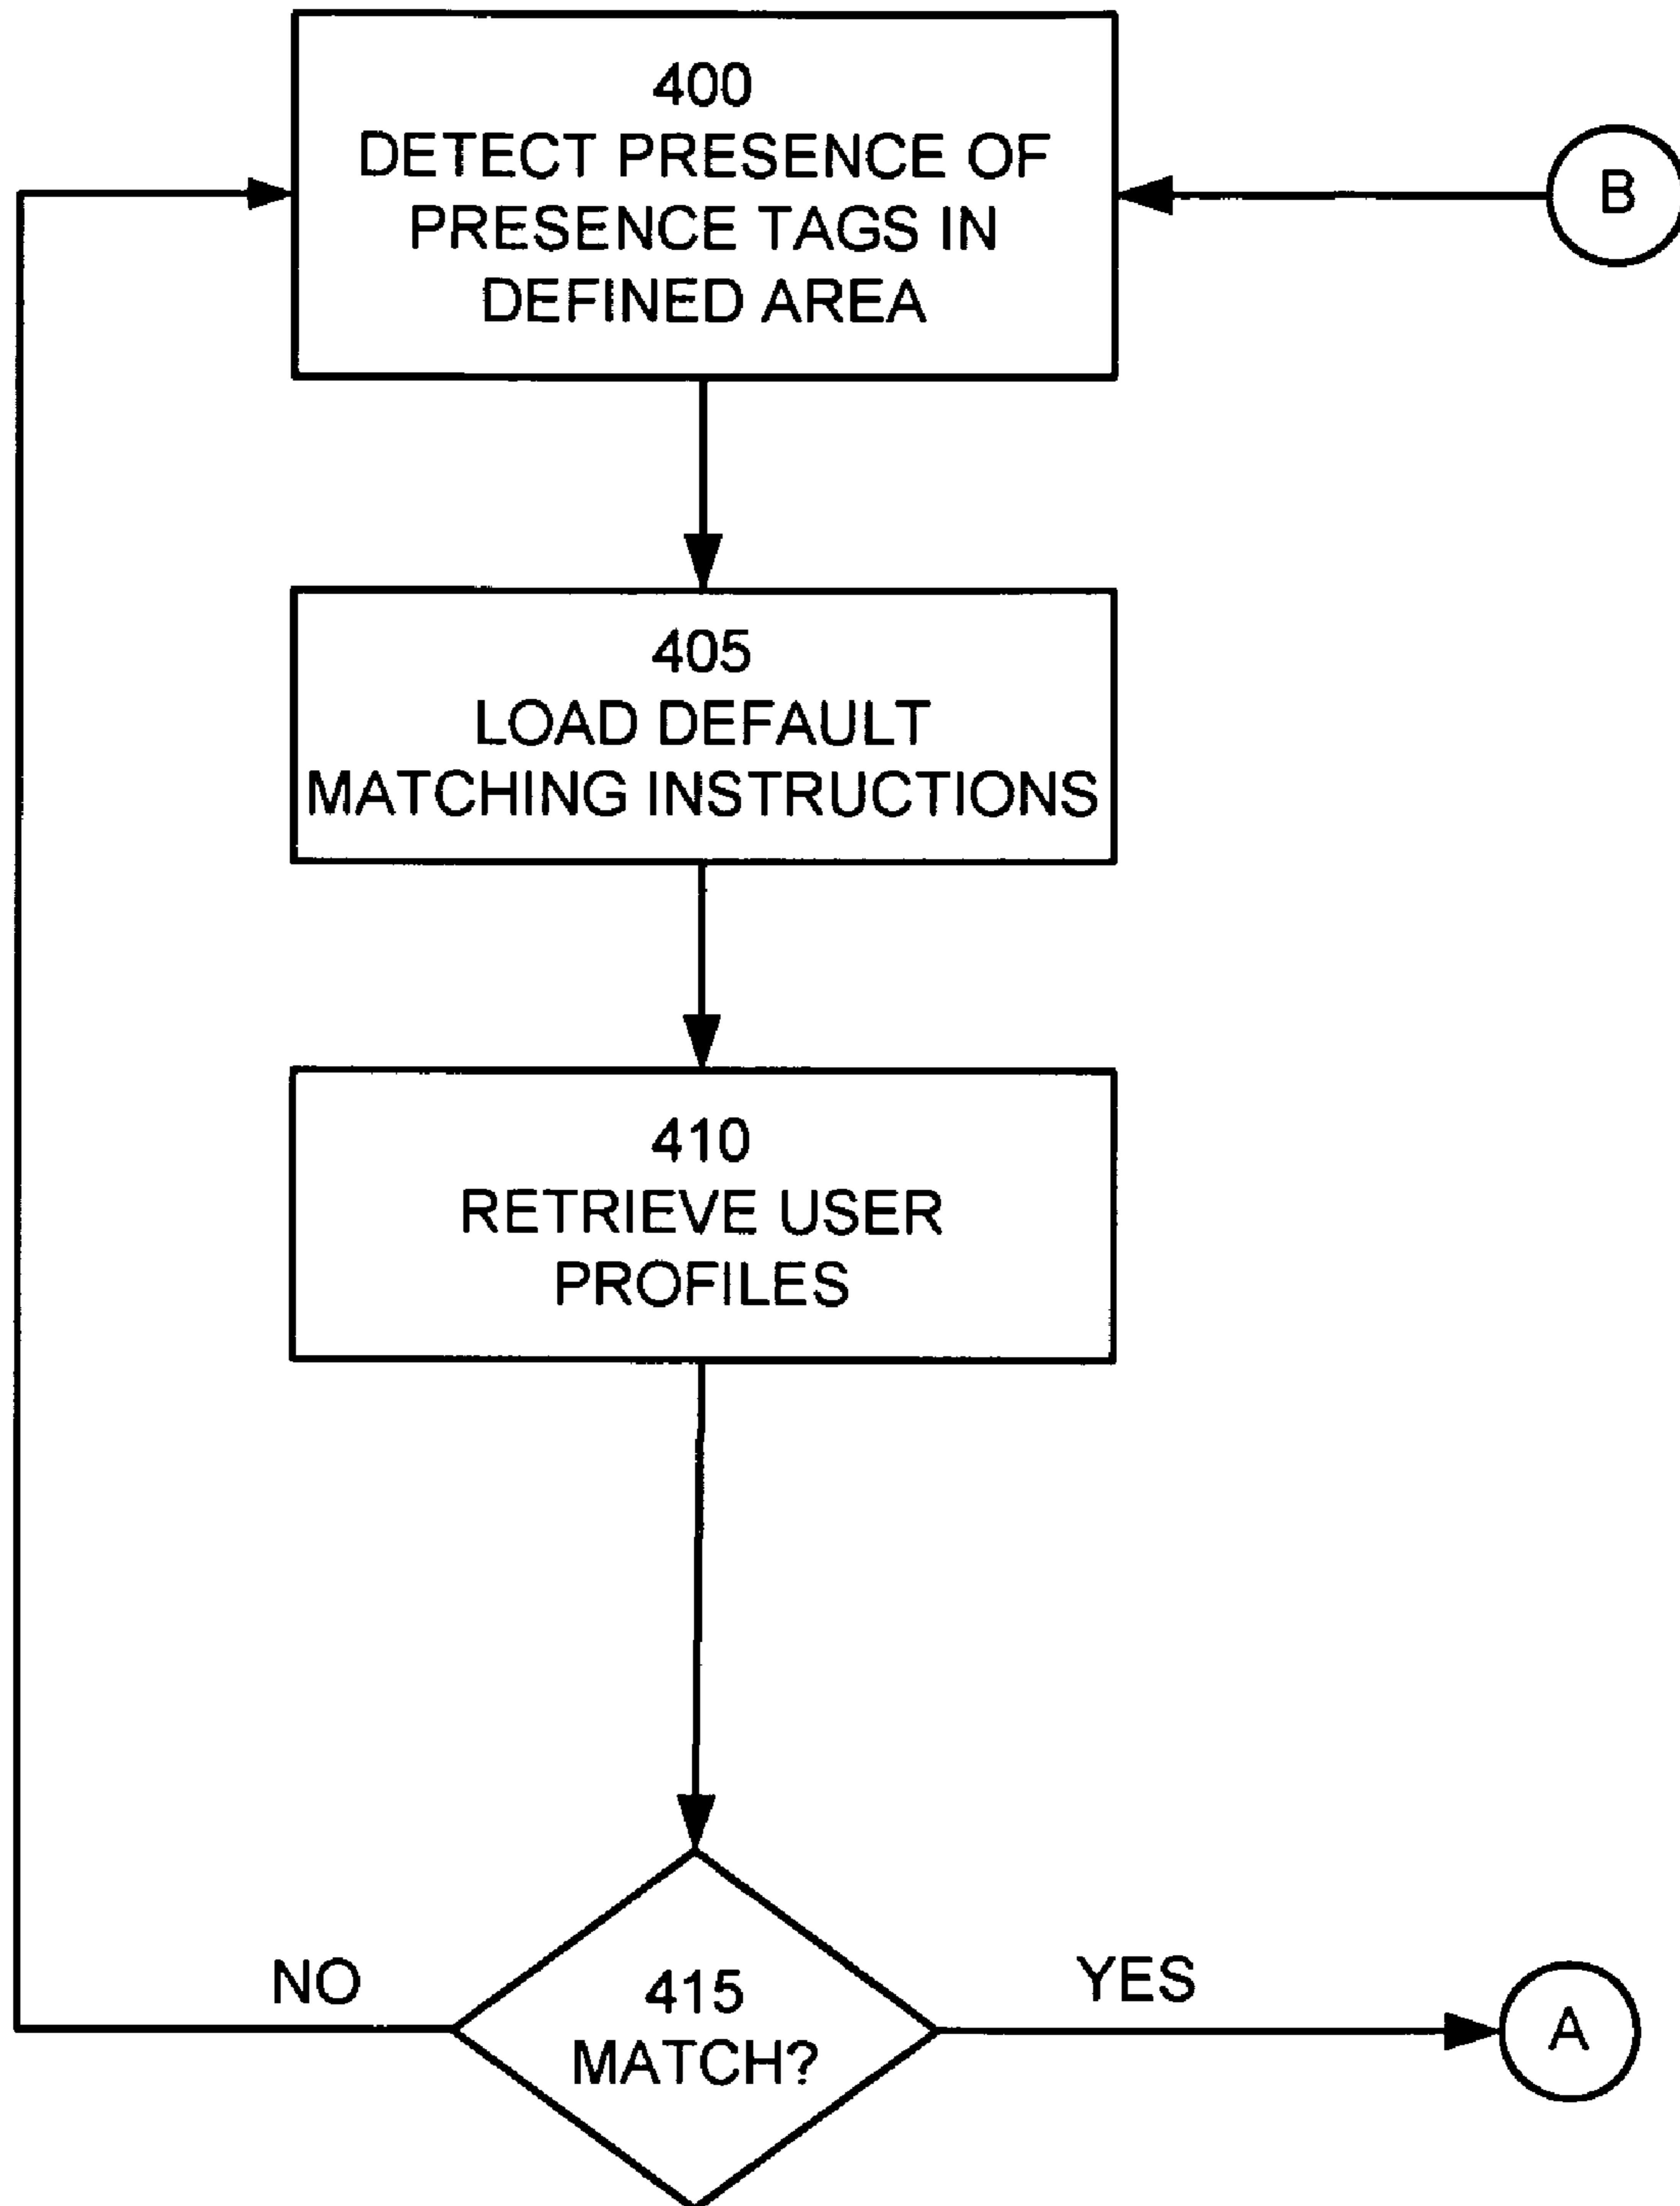 400
DETECT PRESENCE OF
PRESENCE TAGS IN
DEFINED AREA
B
405
LOAD DEFAULT
MATCHING INSTRUCTIONS
410
RETRIEVE USER
PROFILES
NO
415
MATCH?
YES
A